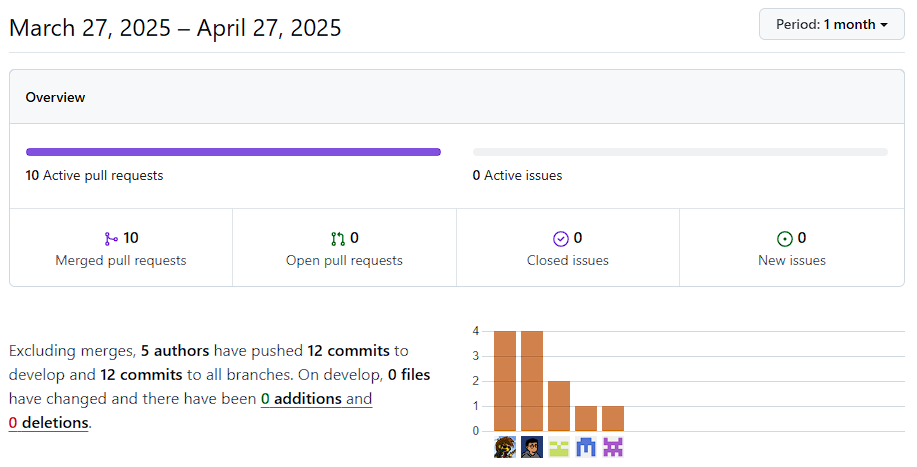 March 27, 2025 – April 27, 2025
Period: 1 month
Overview
10 Active pull requests
0 Active issues
10
Merged pull requests
0
Open pull requests
0
Closed issues
0
New issues
Excluding merges, 5 authors have pushed 12 commits to
develop and 12 commits to all branches. On develop, 0 files
have changed and there have been 0 additions and
0 deletions.
4
3
2
1
0